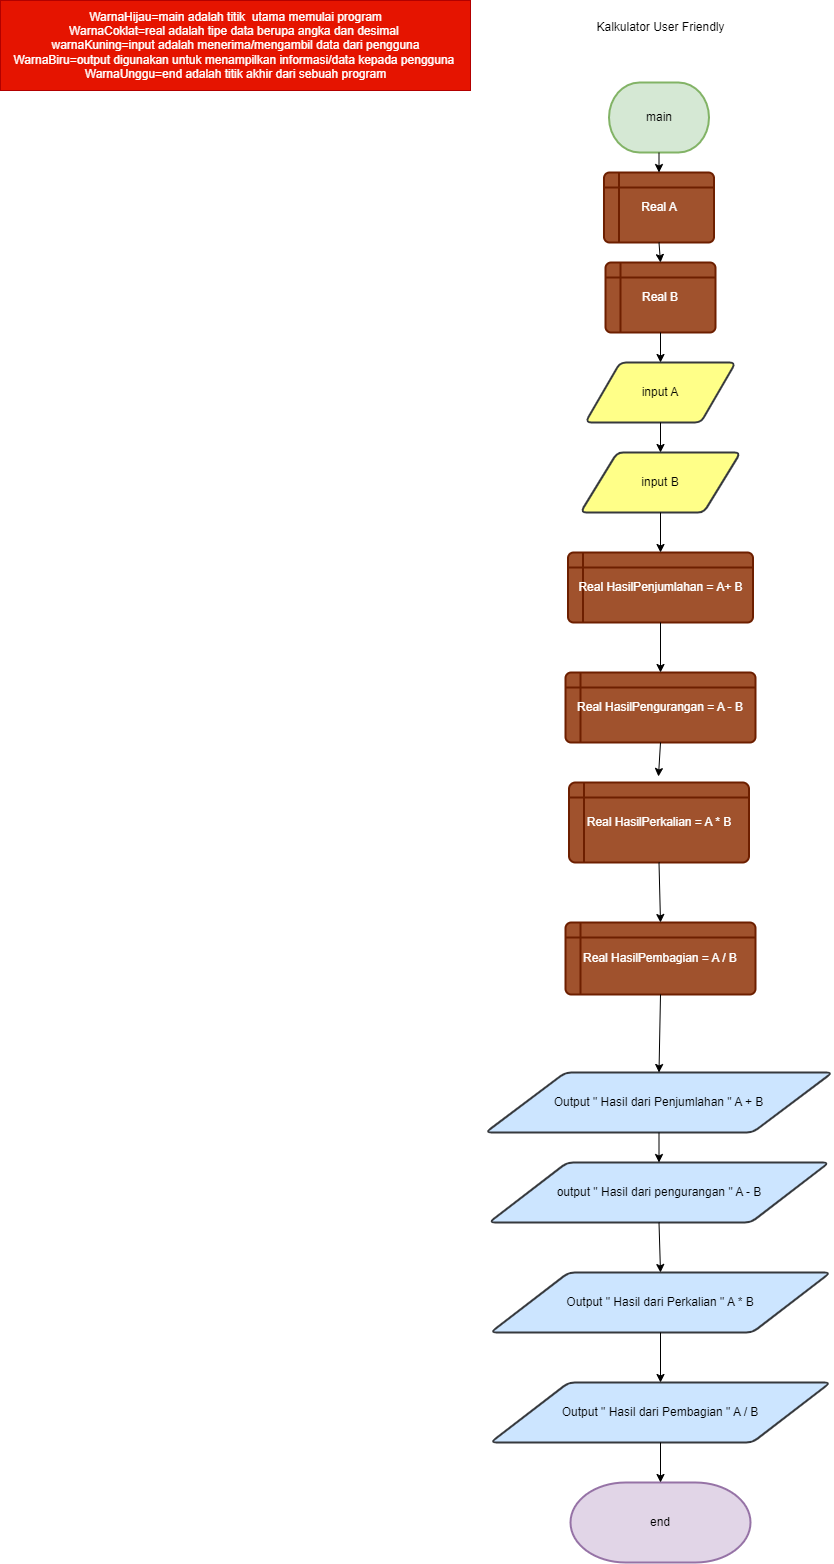 WarnaHijau=main adalah titik  utama memulai program
WarnaCoklat=real adalah tipe data berupa angka dan desimal
warnaKuning=input adalah menerima/mengambil data dari pengguna
WarnaBiru=output digunakan untuk menampilkan informasi/data kepada pengguna
WarnaUnggu=end adalah titik akhir dari sebuah program
Kalkulator User Friendly
main
Real A
Real B
input A
input B
Real HasilPenjumlahan = A+ B
Real HasilPengurangan = A - B
Real HasilPerkalian = A * B
Real HasilPembagian = A / B
Output " Hasil dari Penjumlahan " A + B
output " Hasil dari pengurangan " A - B
Output " Hasil dari Perkalian " A * B
Output " Hasil dari Pembagian " A / B
end